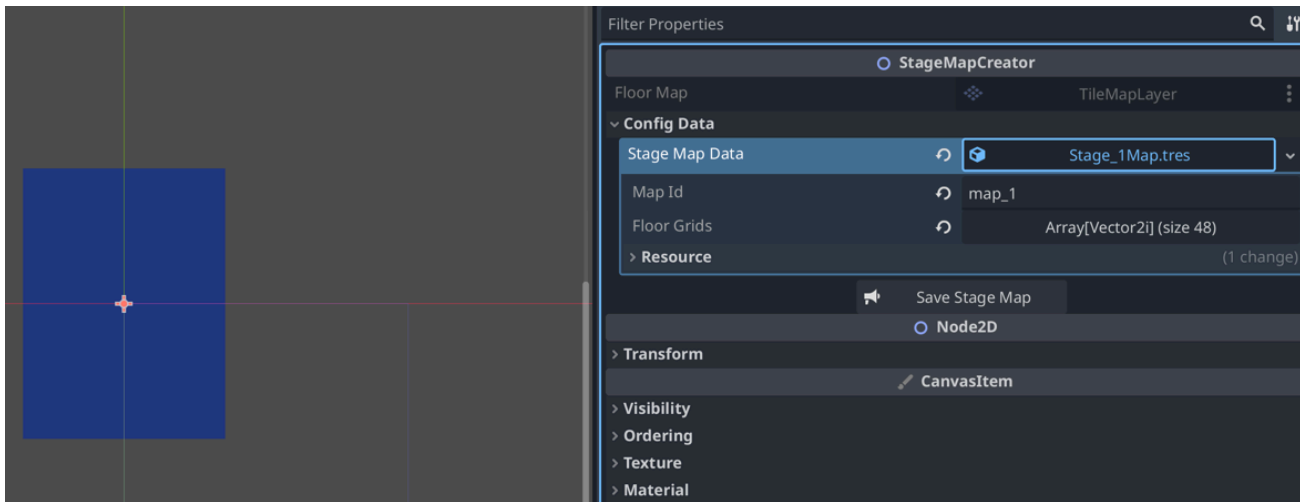 Filter Properties
StageMapCreator
Floor Map TileMapLayer
Config Data
Stage Map Data Stage_1Map.tres
Map Id map_1
Floor Grids Array[Vector2i] (size 48)
Resource (1 change)
Save Stage Map
Node2D
Transform
CanvasItem
Visibility
Ordering
Texture
Material